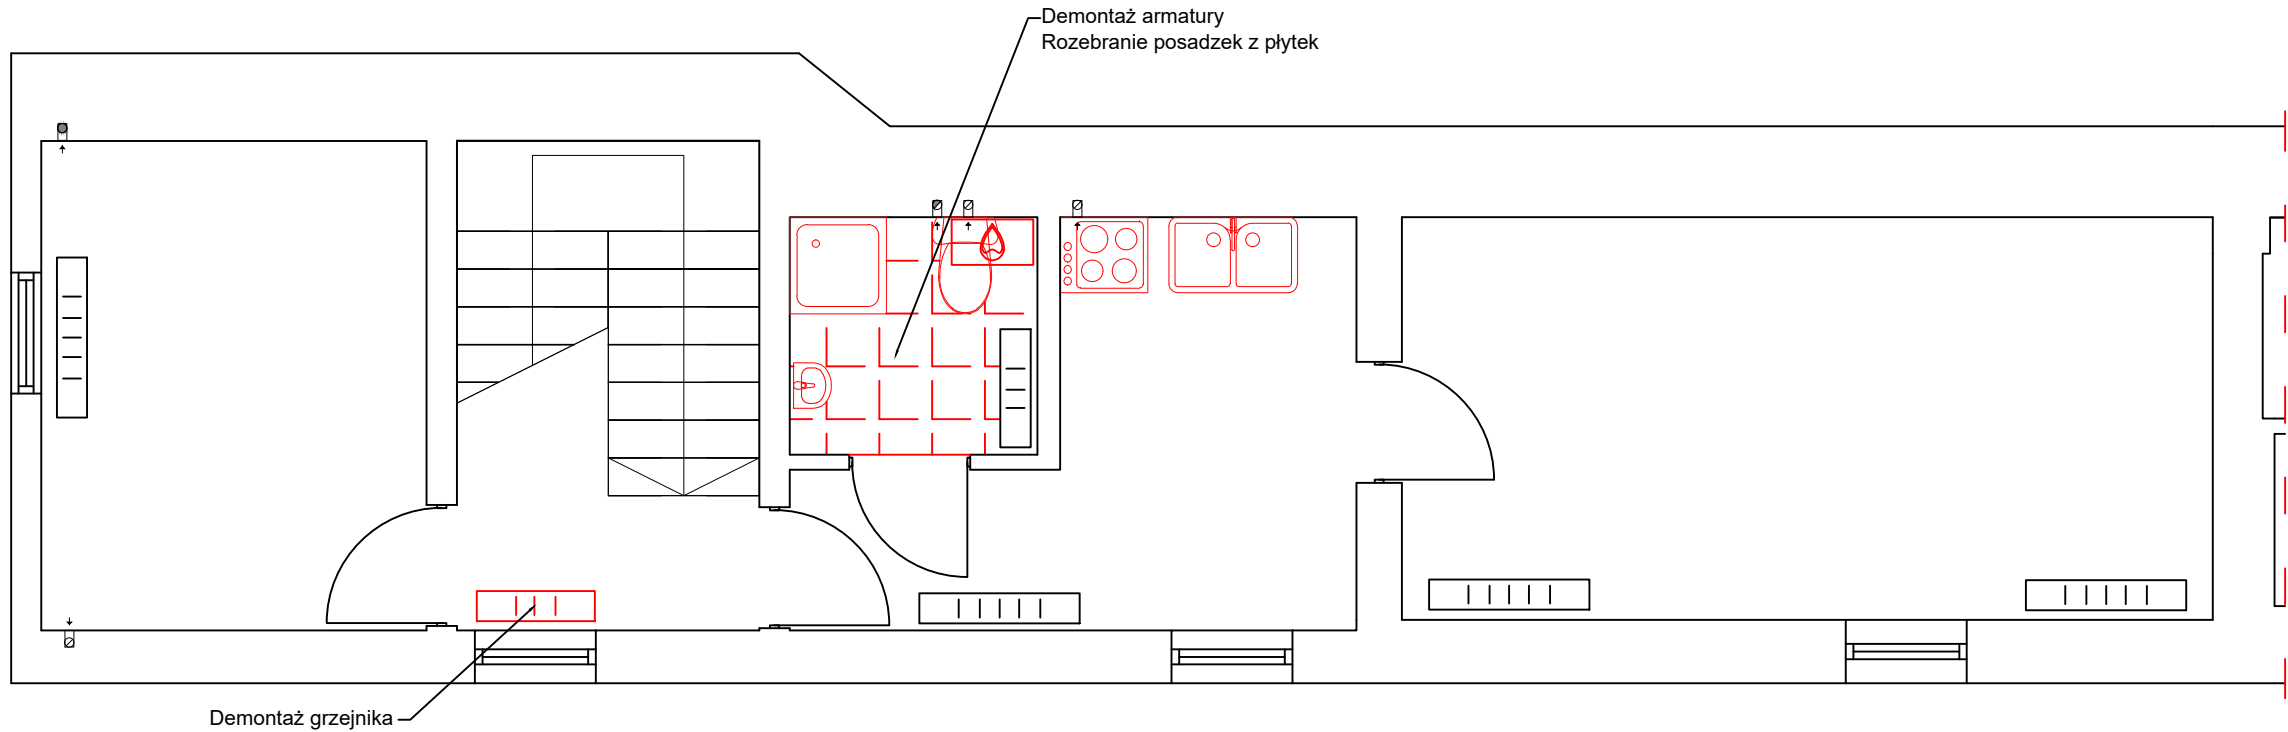 Demontaż armatury
Rozebranie posadzek z płytek
Demontaż grzejnika